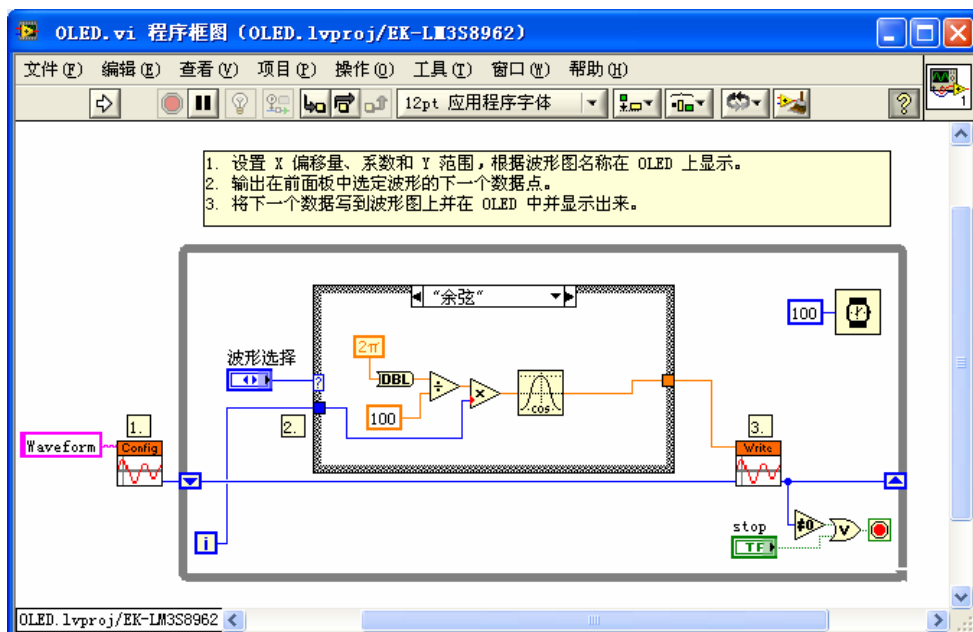 OLED.vi 程序框图 (OLED.lvproj/EK-LM3S8962)
文件(F) 编辑(E) 查看(V) 项目(P) 操作(O) 工具(T) 窗口(W) 帮助(H)
12pt 应用程序字体
?
1
1. 设置 X 偏移量、系数和 Y 范围，根据波形图名称在 OLED 上显示。
2. 输出在前面板中选定波形的下一个数据点。
3. 将下一个数据写到波形图上并在 OLED 中并显示出来。
"余弦"
100
2π
波形选择
DBL
÷
×
?
100
cos
1.
2.
3.
Waveform
Config
Write
i
stop
TF
≠0
V
OLED.lvproj/EK-LM3S8962